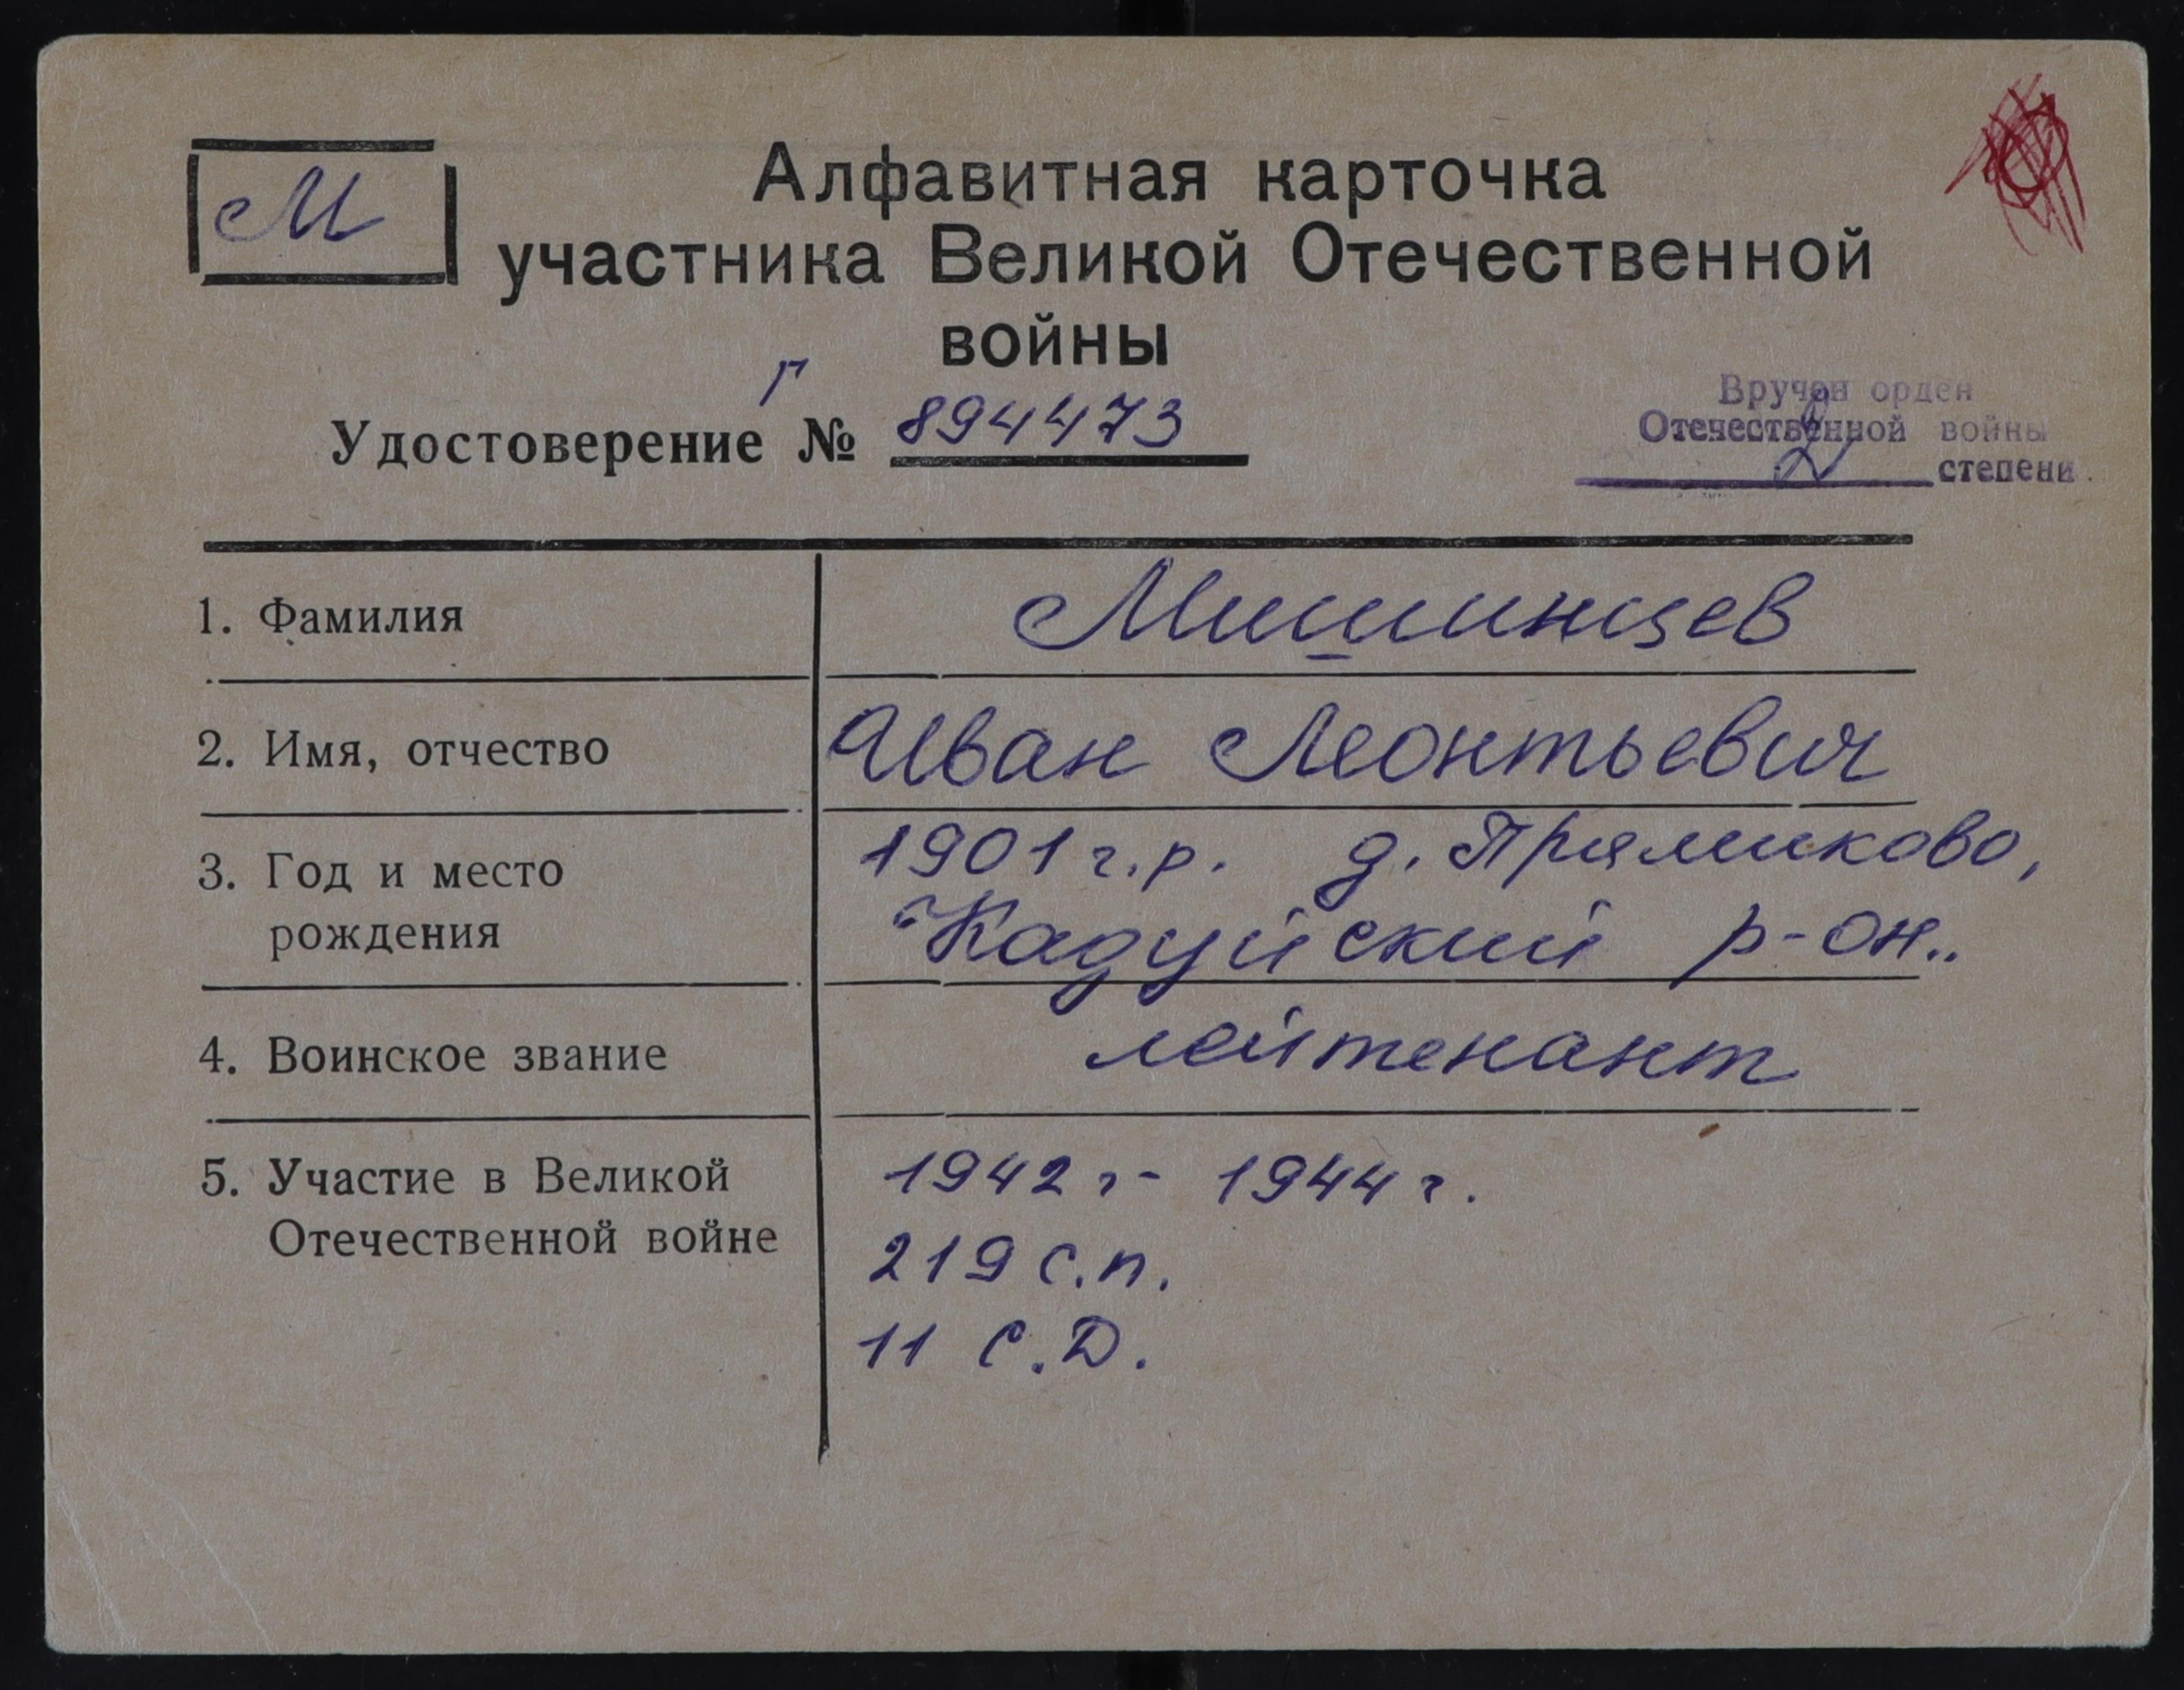 М
Алфавитная карточка
участника Великой Отечественной
войны
Г
Удостоверение № 894473
Вручен орден
Отечественной войны
2 степени
1. Фамилия Мишинцев
2. Имя, отчество Иван Леонтьевич
3. Год и место 1901 г.р. д. Прямиково,
рождения Кадуйский р-он..
4. Воинское звание лейтенант
5. Участие в Великой 1942 г - 1944 г.
Отечественной войне 219 с.п.
11 С.Д.